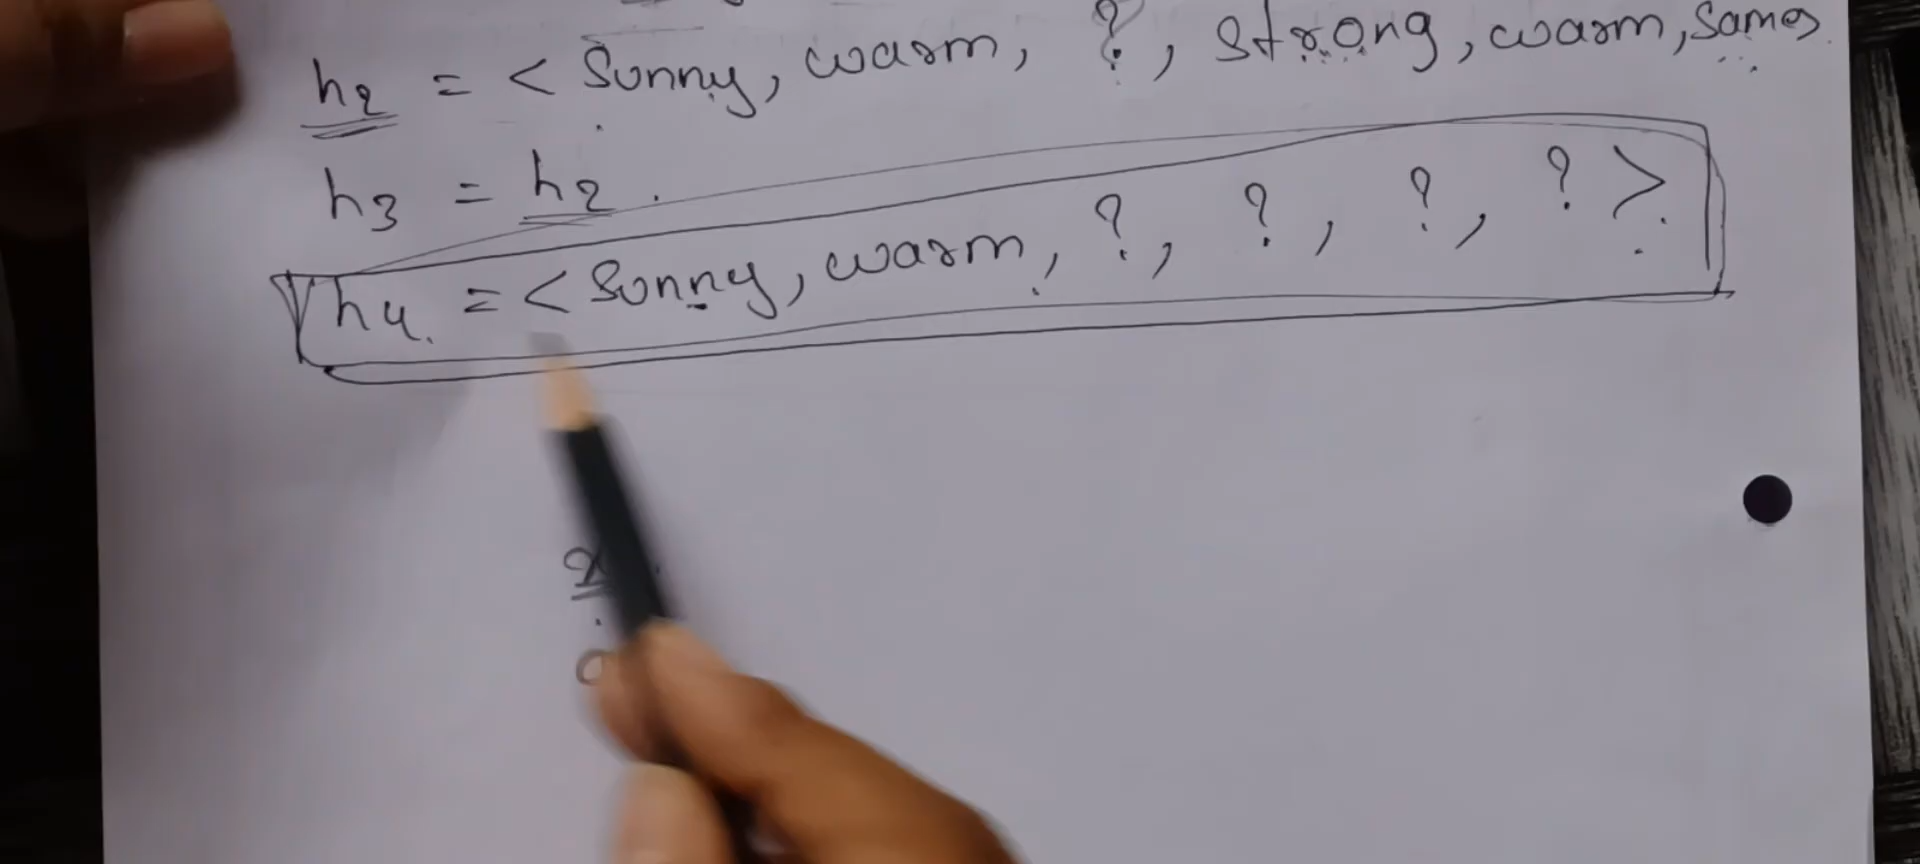 h2 = < Sunny, warm, ?, Strong, warm, Same>
h3 = h2.
h4. = < Sunny, warm, ?, ?, ?, ? >.